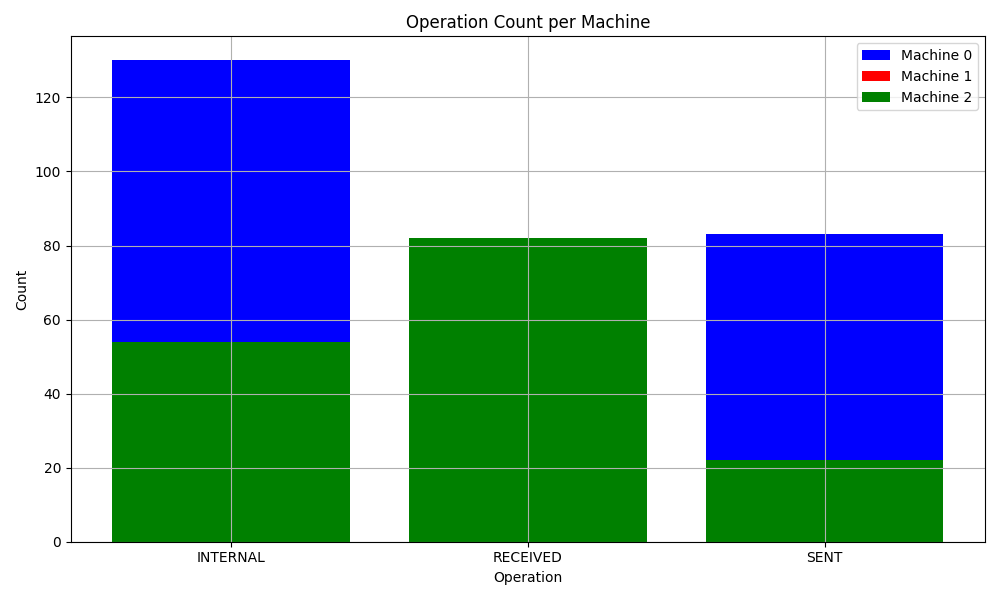 Operation Count per Machine
Machine 0
Machine 1
Machine 2
120
100
80
60
40
20
0
Count
INTERNAL
RECEIVED
SENT
Operation